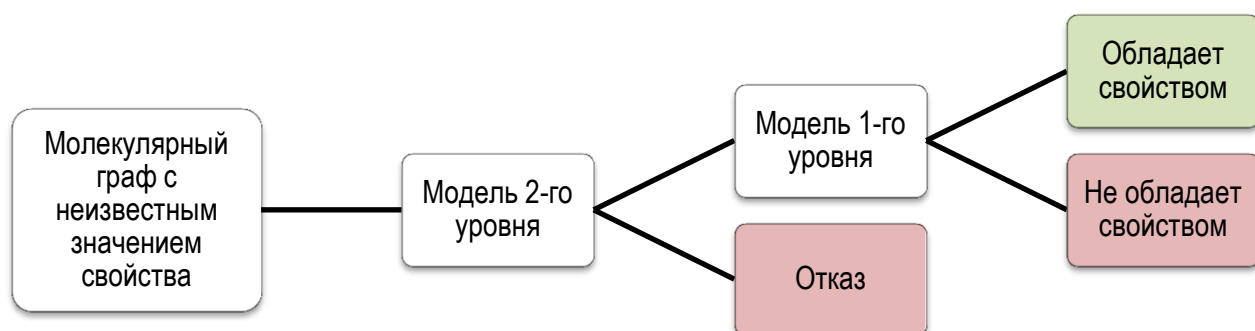 Молекулярный
граф с
неизвестным
значением
свойства
Модель 2-го
уровня
Модель 1-го
уровня
Отказ
Обладает
свойством
Не обладает
свойством